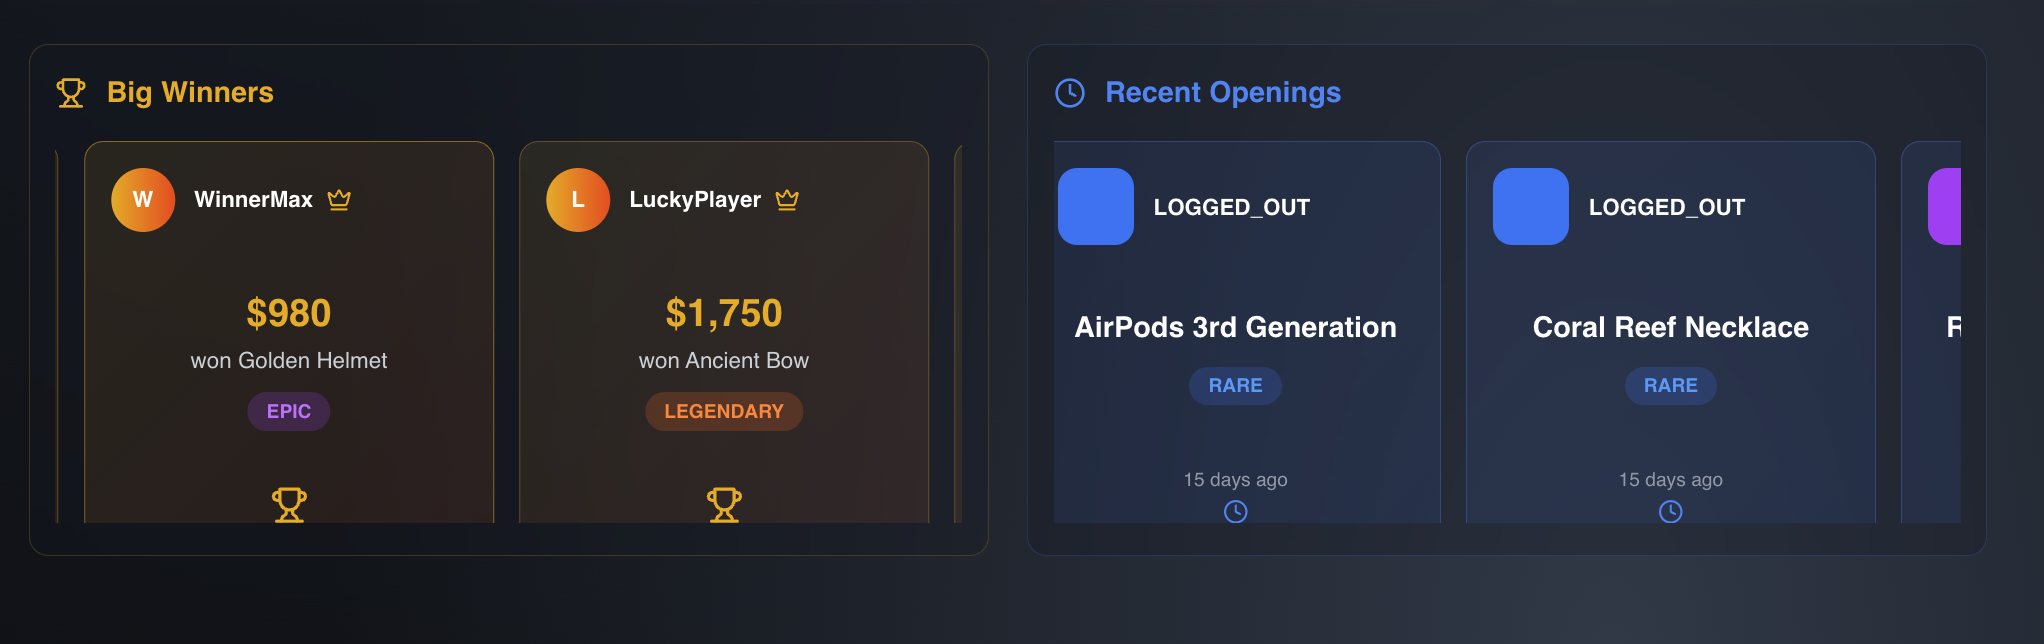 Big Winners
W WinnerMax
$980
won Golden Helmet
EPIC
L LuckyPlayer
$1,750
won Ancient Bow
LEGENDARY
Recent Openings
LOGGED_OUT
AirPods 3rd Generation
RARE
15 days ago
LOGGED_OUT
Coral Reef Necklace
RARE
15 days ago